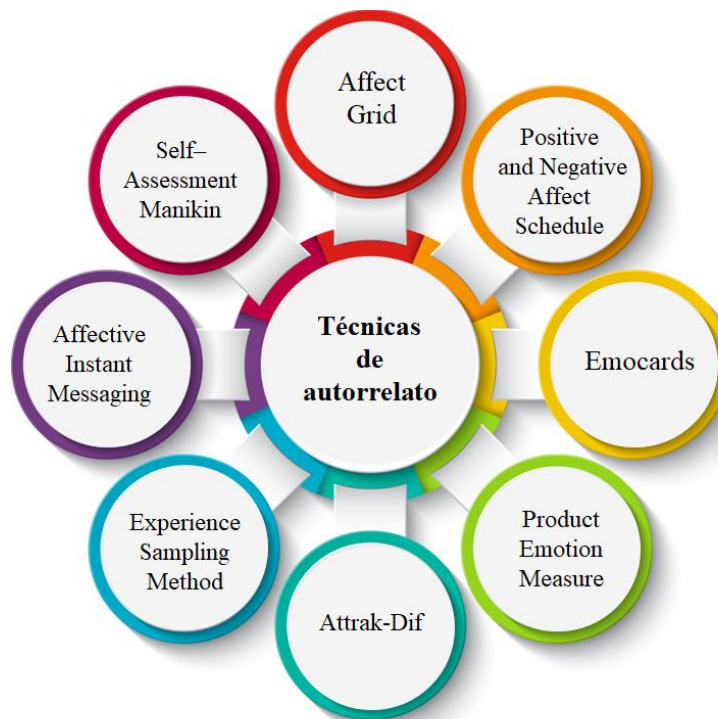 Affect
Grid
Positive
and Negative
Affect
Schedule
Emocards
Product
Emotion
Measure
Attrak-Dif
Experience
Sampling
Method
Affective
Instant
Messaging
Self–
Assessment
Manikin
Técnicas
de
autorrelato